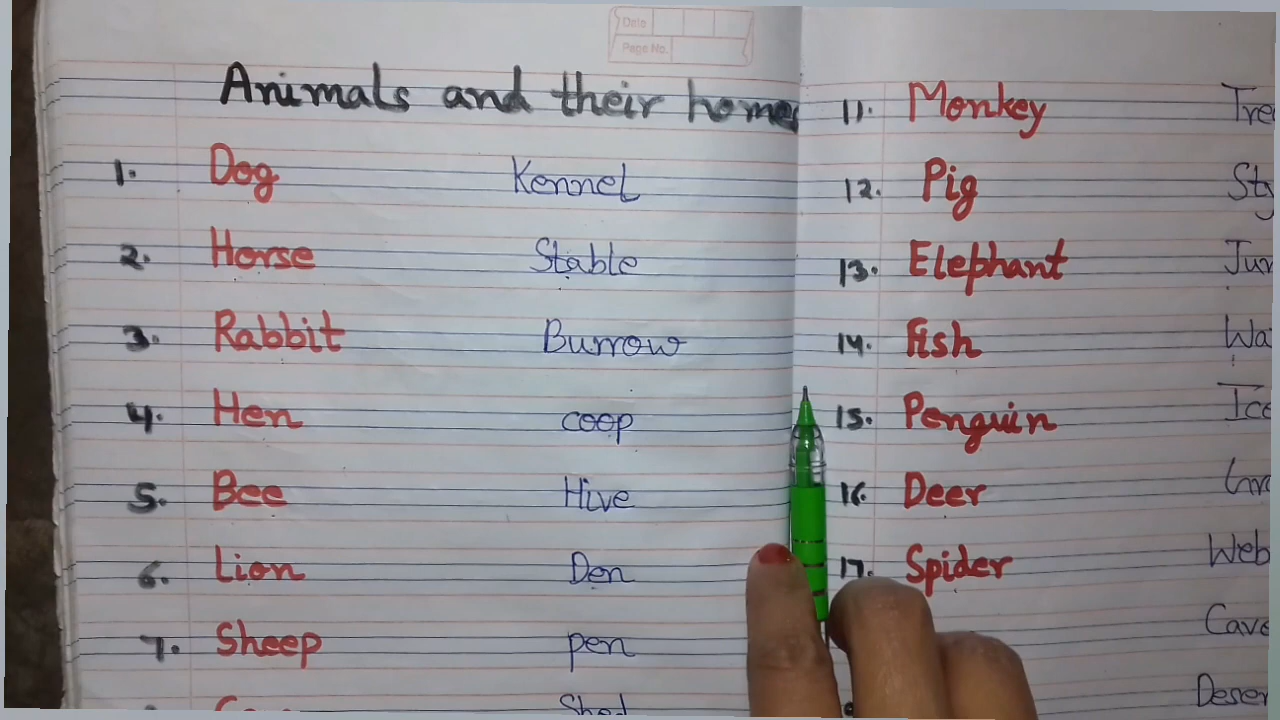 Date
Page No.
Animals and their homes
1. Dog Kennel
2. Horse Stable
3. Rabbit Burrow
4. Hen coop
5. Bee Hive
6. Lion Den
7. Sheep pen
Shed
11. Monkey
12. Pig
13. Elephant
14. Fish
15. Penguin Ice
16. Deer
17. Spider Web
Cave